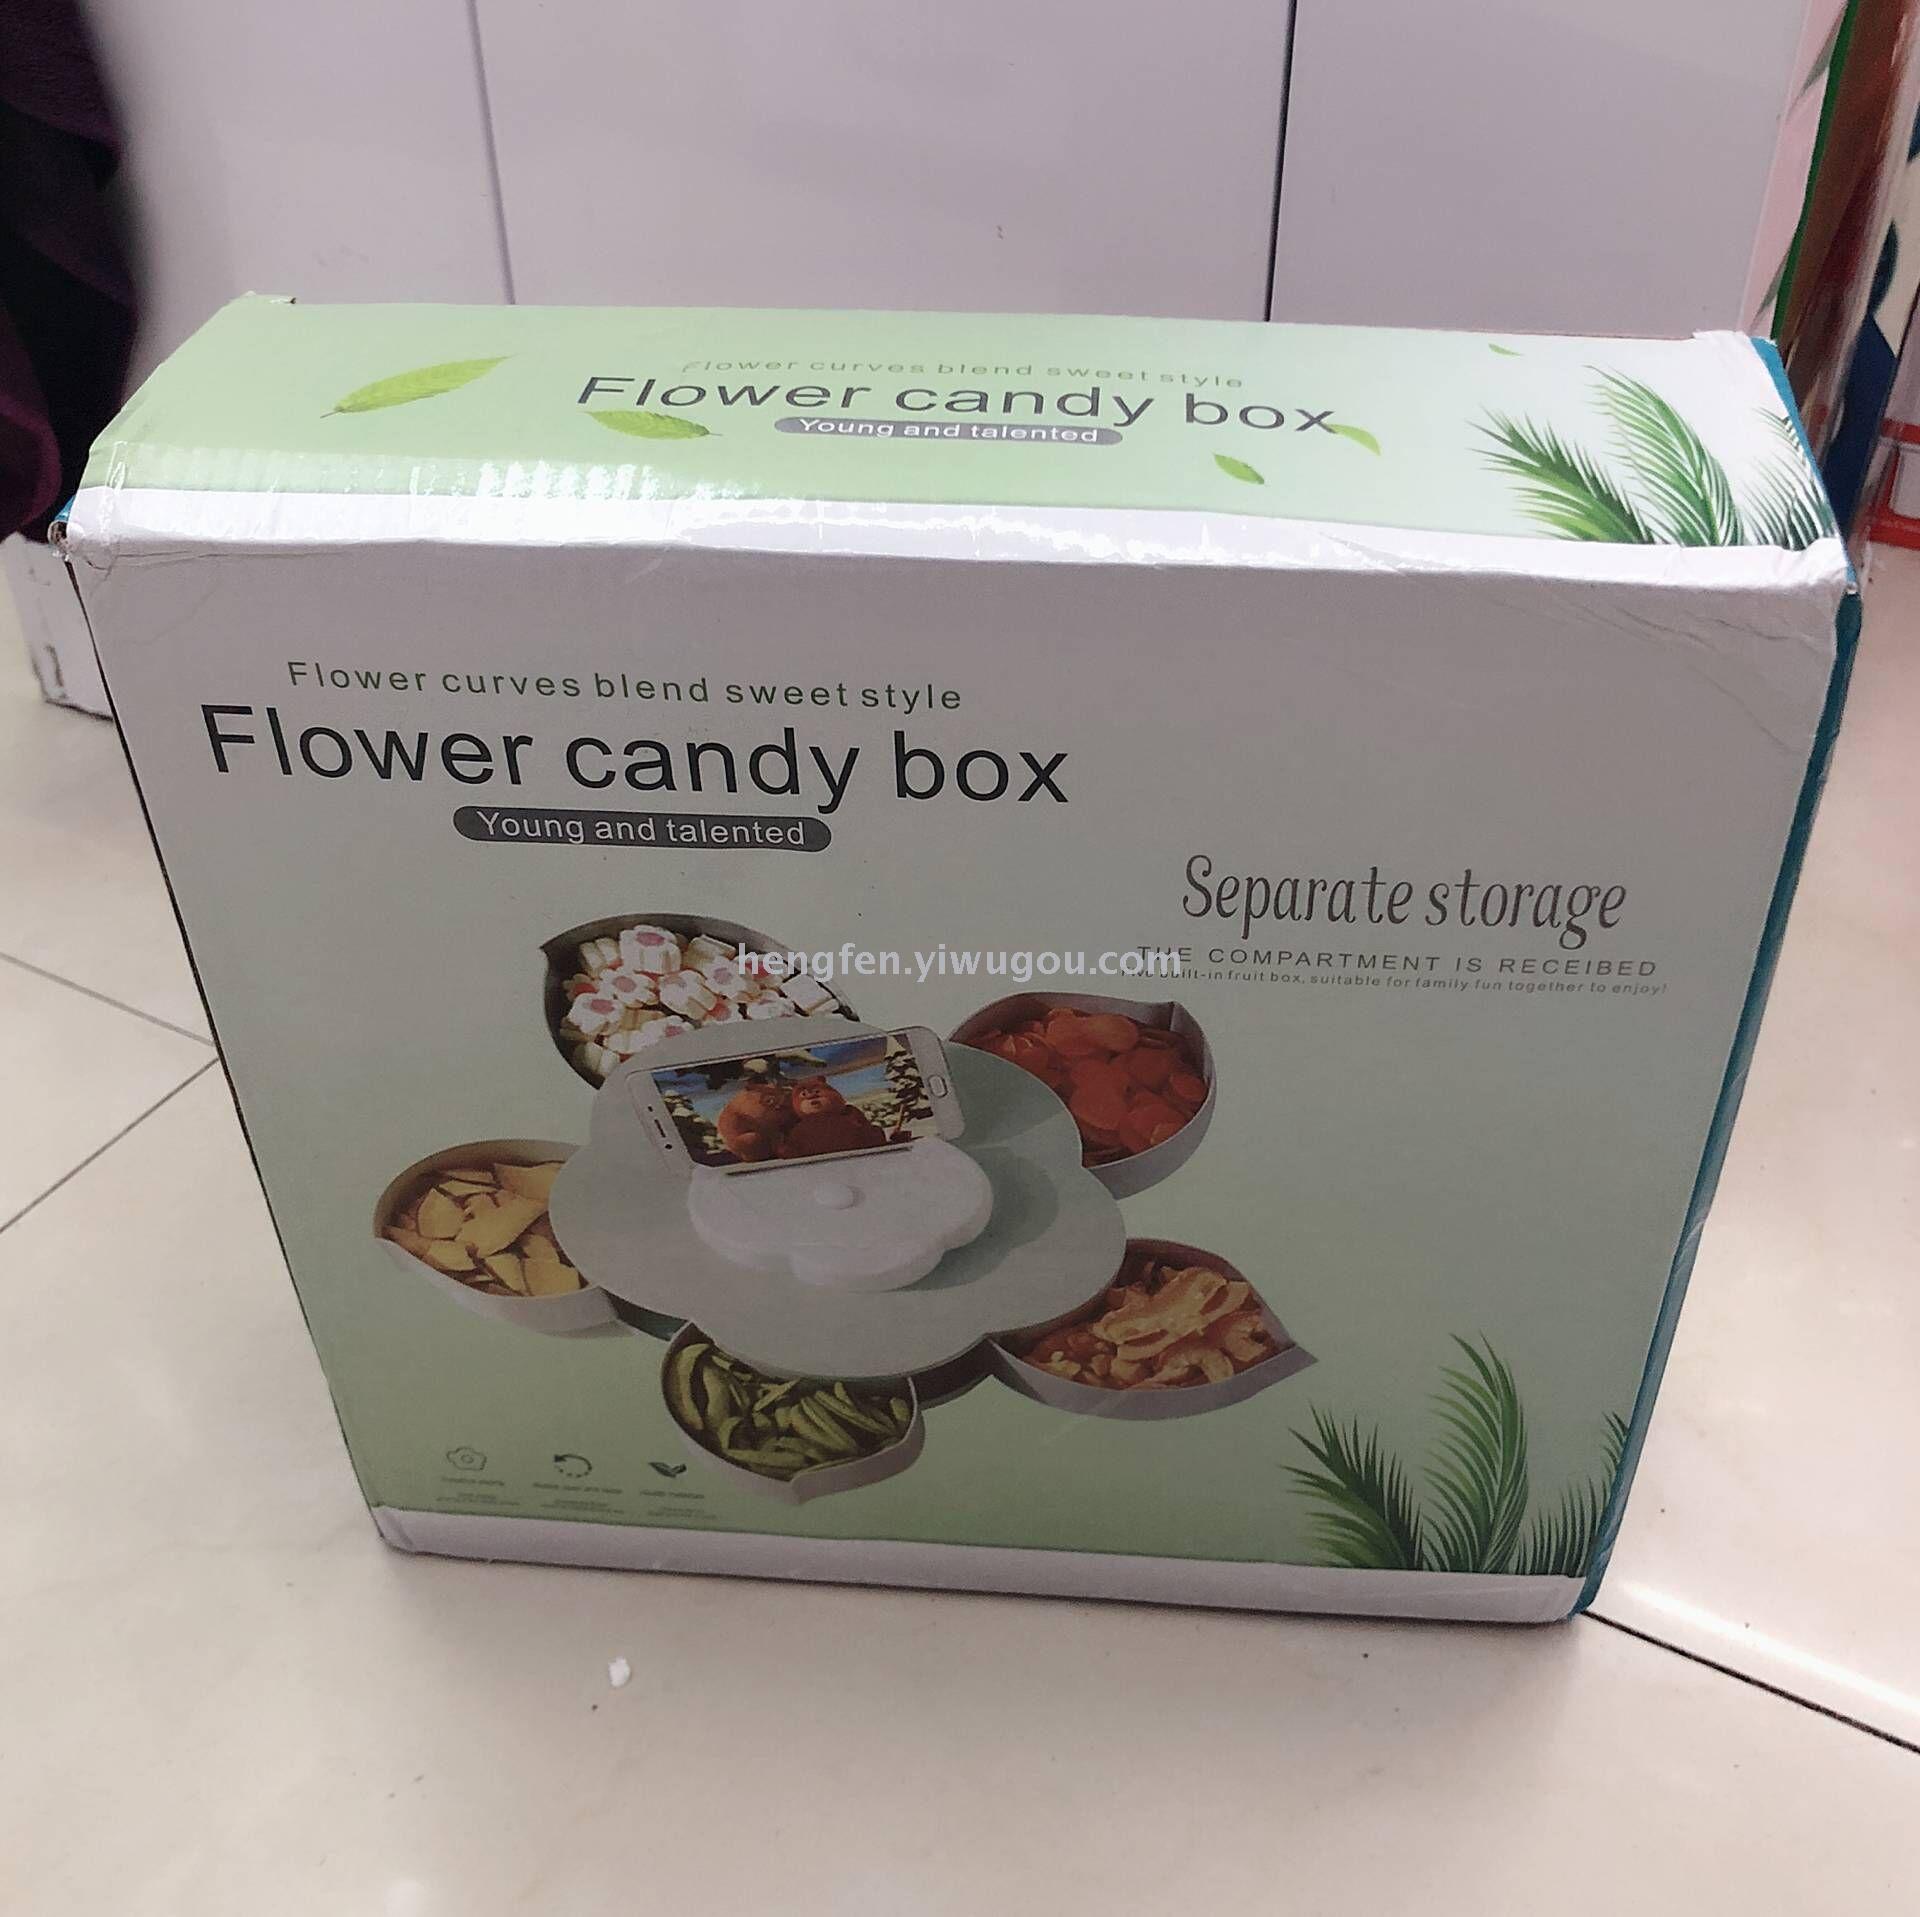 Flower curves blend sweet style
Flower candy box
Young and talented
Flower curves blend sweet style
Flower candy box
Young and talented
Separate storage
THE COMPARTMENT IS RECEIBED
built-in fruit box, suitable for family fun together to enjoy!
hengfen.yiwugou.com